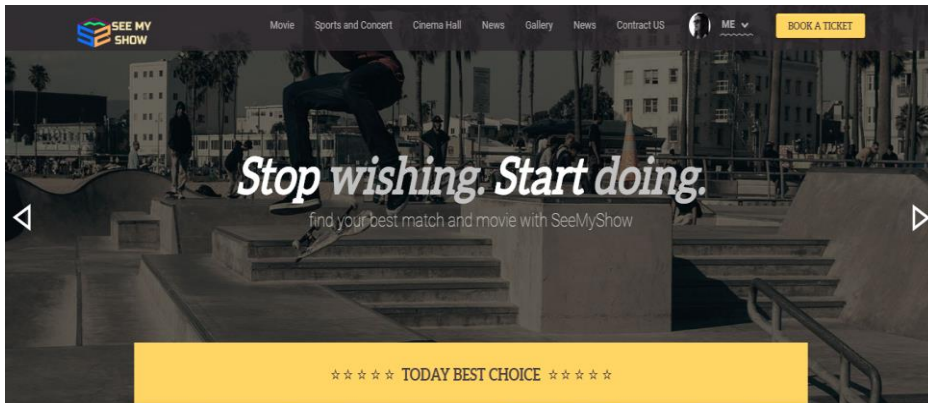 SEE MY
SHOW
Movie Sports and Concert Cinema Hall News Gallery News Contract US ME BOOK A TICKET
Stop wishing. Start doing.
find your best match and movie with SeeMyShow
☆ ☆ ☆ ☆ ☆ TODAY BEST CHOICE ☆ ☆ ☆ ☆ ☆